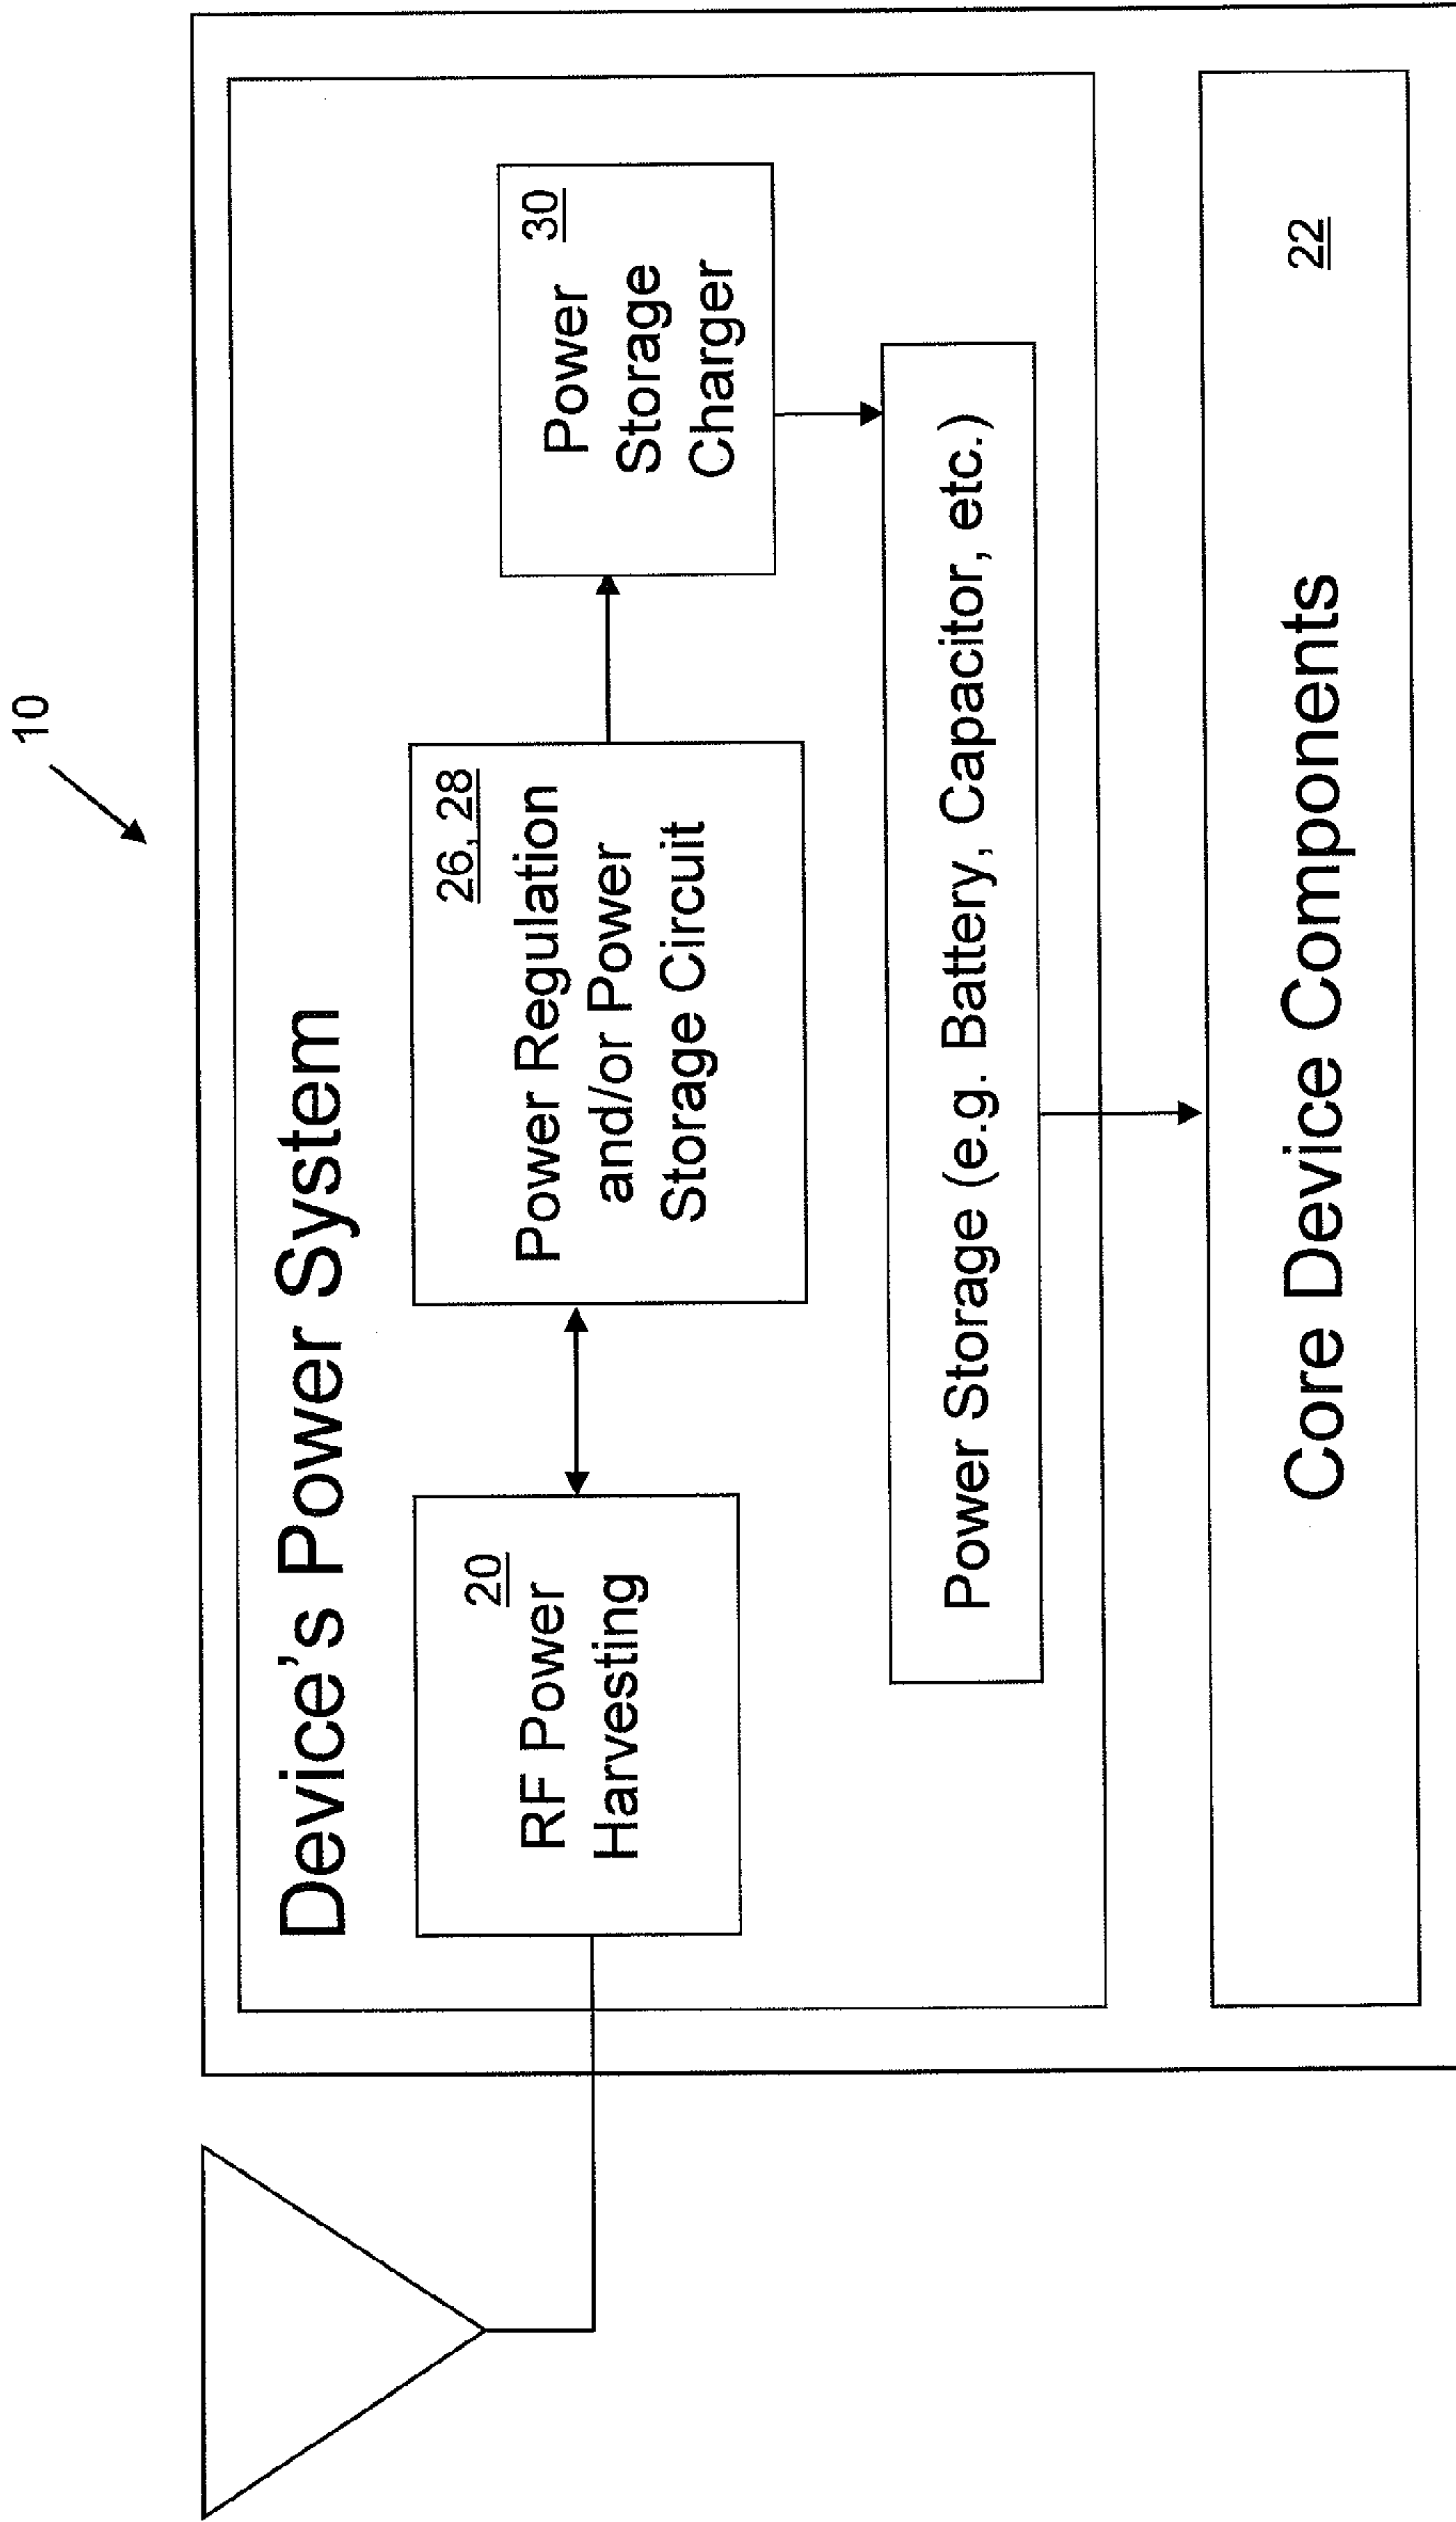 10
Device's Power System
20
RF Power
Harvesting
26, 28
Power Regulation
and/or Power
Storage Circuit
30
Power
Storage
Charger
Power Storage (e.g. Battery, Capacitor, etc.)
Core Device Components
22